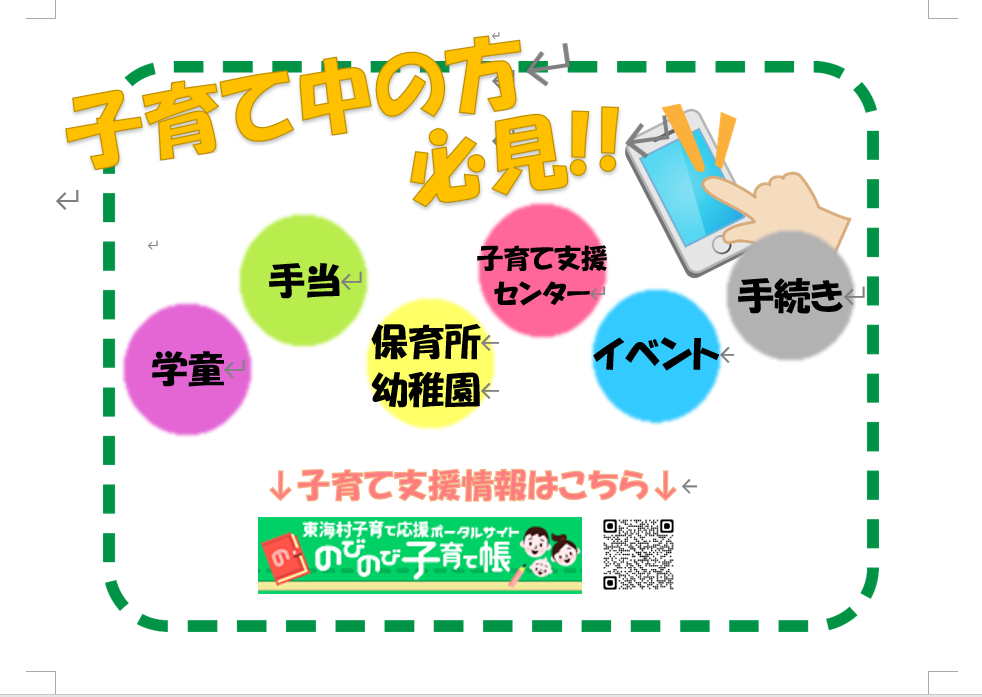 子育て中の方
必見!!
手当
子育て支援
センター
手続き
学童
保育所
幼稚園
イベント
↓子育て支援情報はこちら↓
東海村子育て応援ポータルサイト
のびのび子育て帳
の